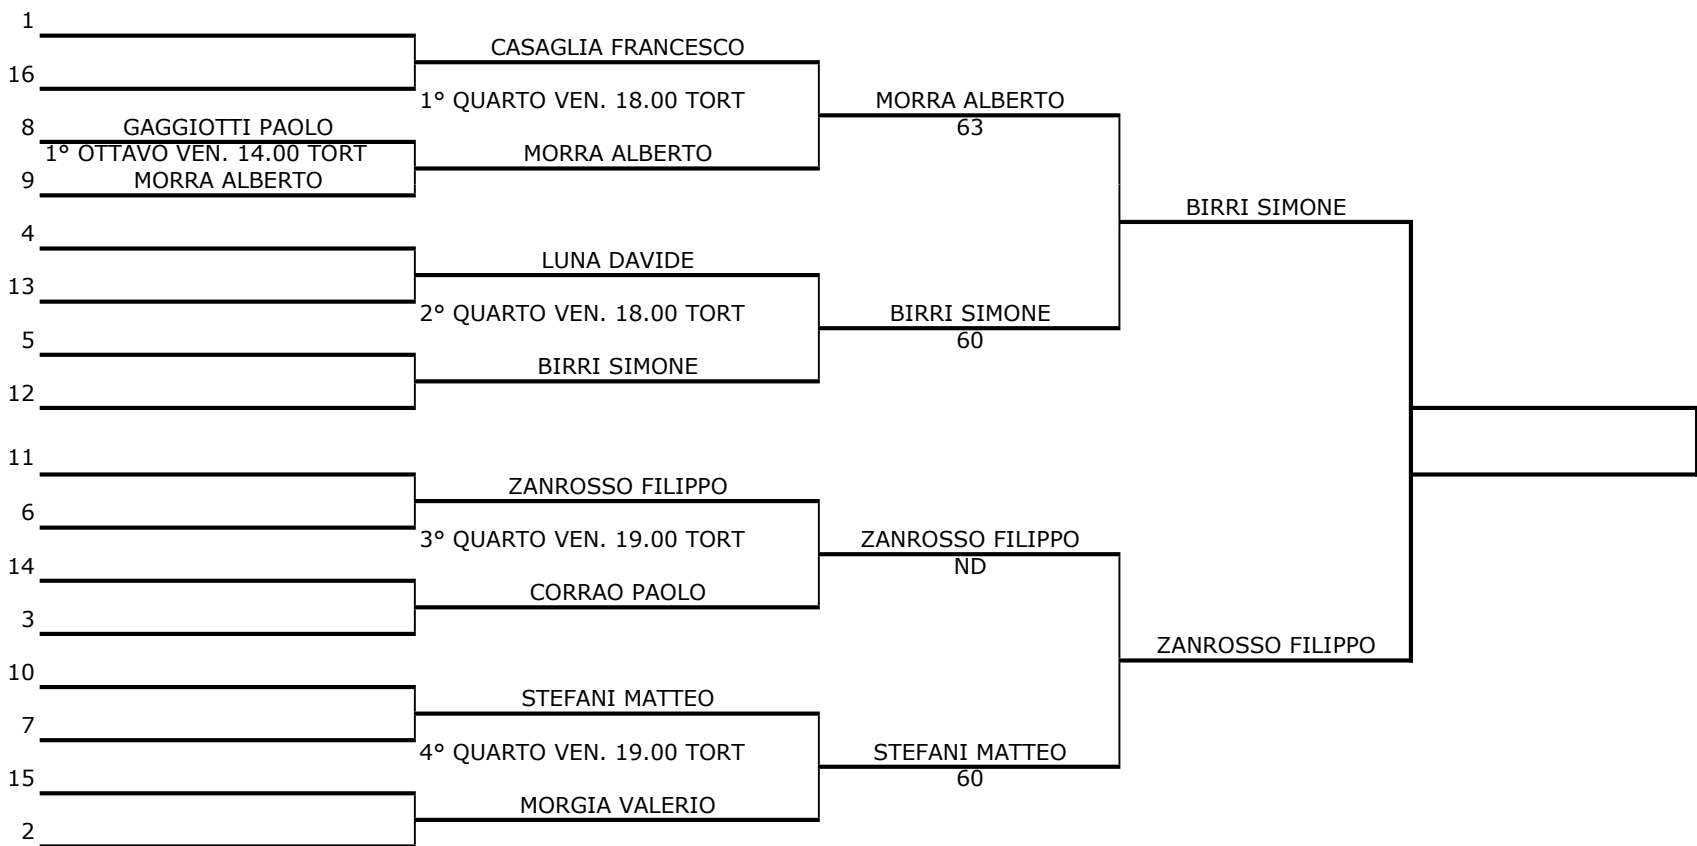 1
CASAGLIA FRANCESCO
16
1° QUARTO VEN. 18.00 TORT
MORRA ALBERTO
63
8
GAGGIOTTI PAOLO
1° OTTAVO VEN. 14.00 TORT
MORRA ALBERTO
9
MORRA ALBERTO
BIRRI SIMONE
4
LUNA DAVIDE
13
2° QUARTO VEN. 18.00 TORT
BIRRI SIMONE
60
5
BIRRI SIMONE
12
11
ZANROSSO FILIPPO
6
3° QUARTO VEN. 19.00 TORT
ZANROSSO FILIPPO
ND
14
CORRAO PAOLO
3
ZANROSSO FILIPPO
10
STEFANI MATTEO
7
4° QUARTO VEN. 19.00 TORT
STEFANI MATTEO
60
15
MORGIA VALERIO
2